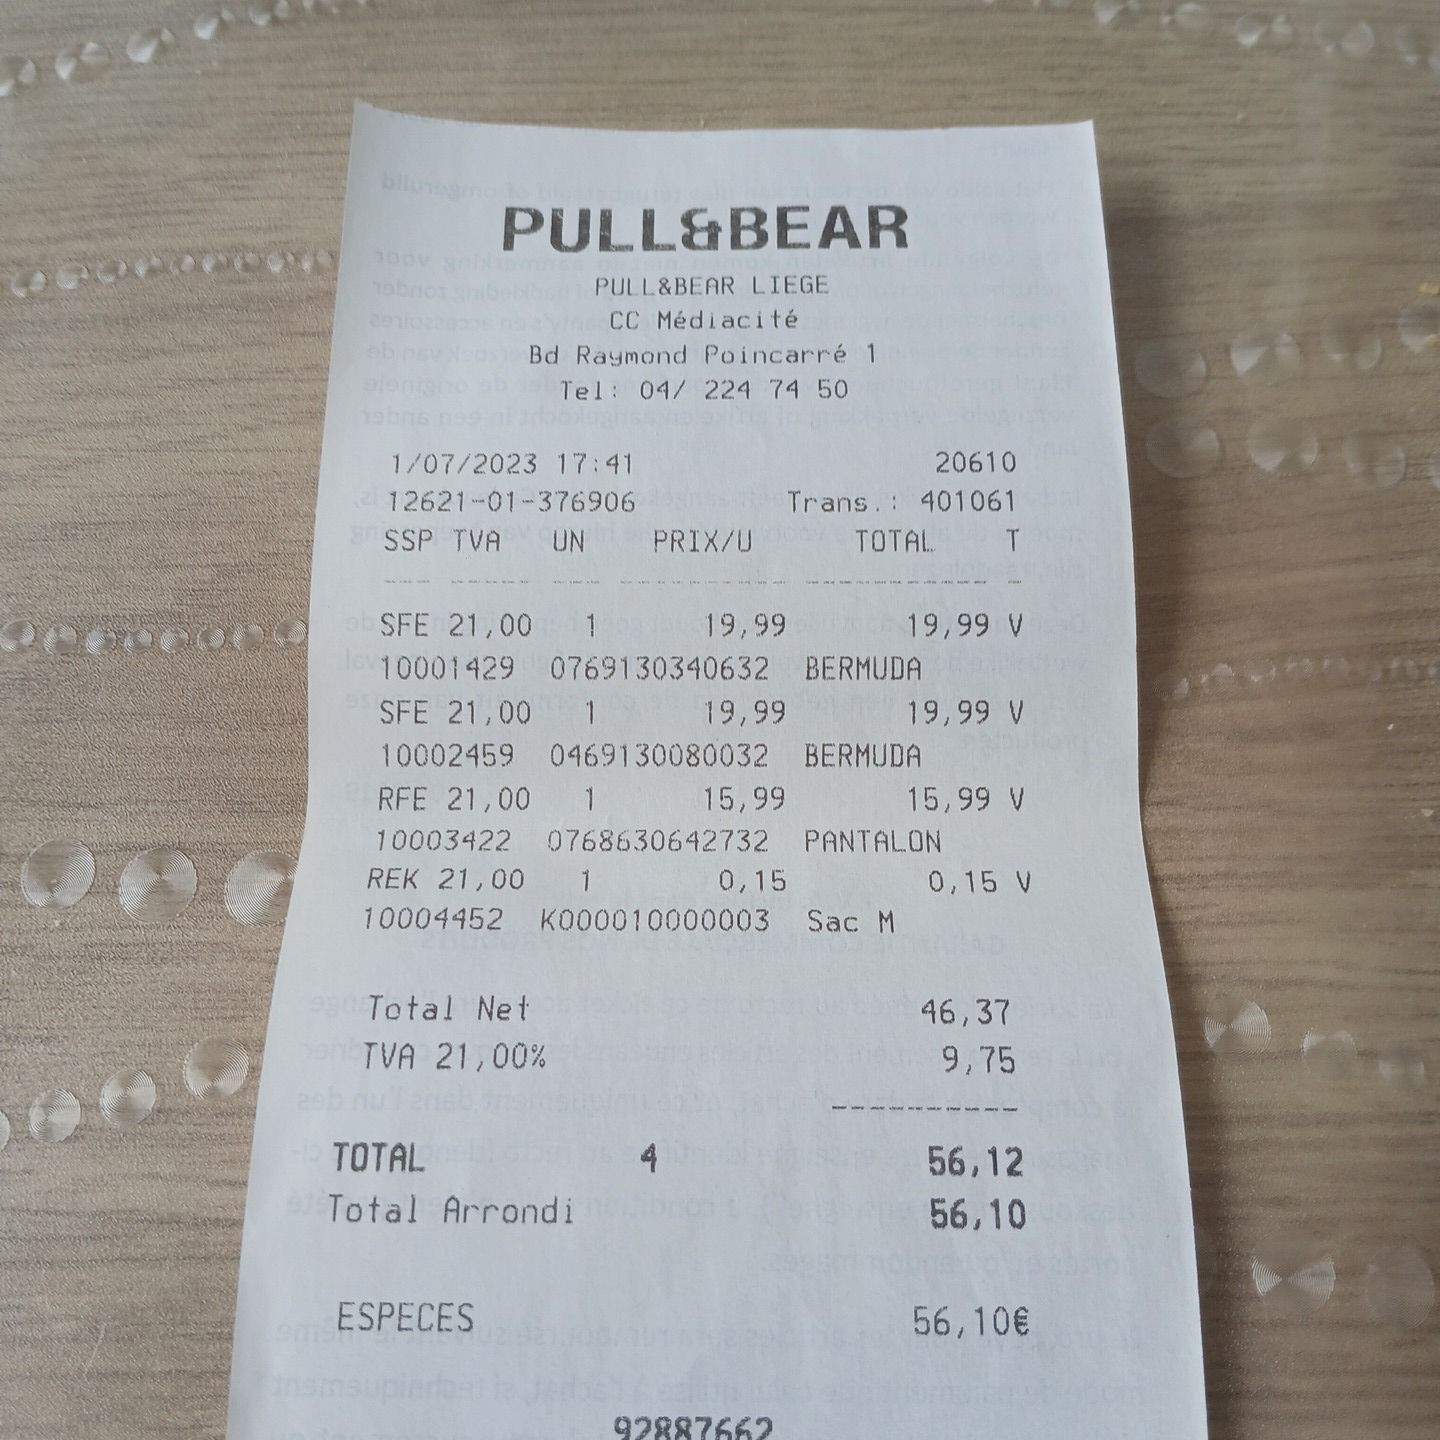 PULL&BEAR
PULL&BEAR LIEGE
CC Médiacité
Bd Raymond Poincarré 1
Tel: 04/ 224 74 50
1/07/2023 17:41 20610
12621-01-376906 Trans.: 401061
SSP TVA UN PRIX/U TOTAL T
SFE 21,00 1 19,99 19,99 V
10001429 0769130340632 BERMUDA
SFE 21,00 1 19,99 19,99 V
10002459 0469130080032 BERMUDA
RFE 21,00 1 15,99 15,99 V
10003422 0768630642732 PANTALON
REK 21,00 1 0,15 0,15 V
10004452 K000010000003 Sac M
Total Net 46,37
TVA 21,00% 9,75
TOTAL 4 56,12
Total Arrondi 56,10
ESPECES 56,10€
92887662